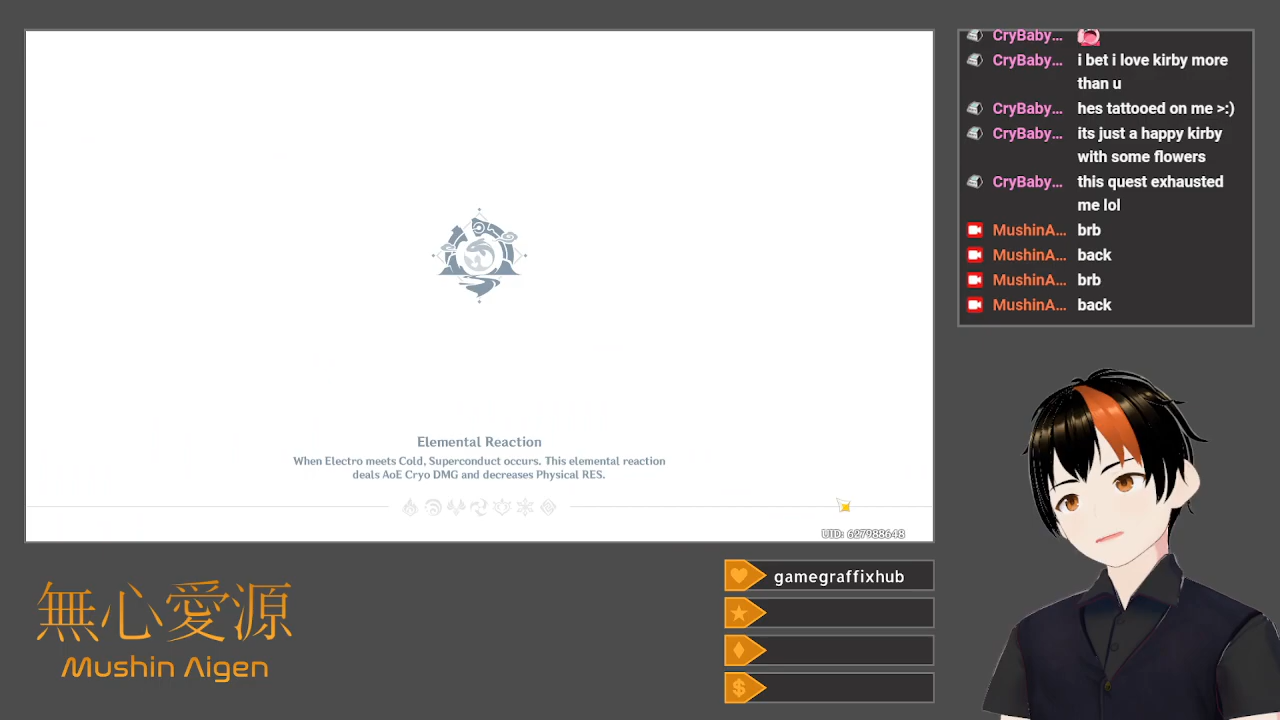 CryBaby...
CryBaby... i bet i love kirby more
than u
CryBaby... hes tattooed on me >:)
CryBaby... its just a happy kirby
with some flowers
CryBaby... this quest exhausted
me lol
MushinA... brb
MushinA... back
MushinA... brb
MushinA... back
Elemental Reaction
When Electro meets Cold, Superconduct occurs. This elemental reaction
deals AoE Cryo DMG and decreases Physical RES.
UID: 627988648
gamegraffixhub
$
無心愛源
Mushin Aigen